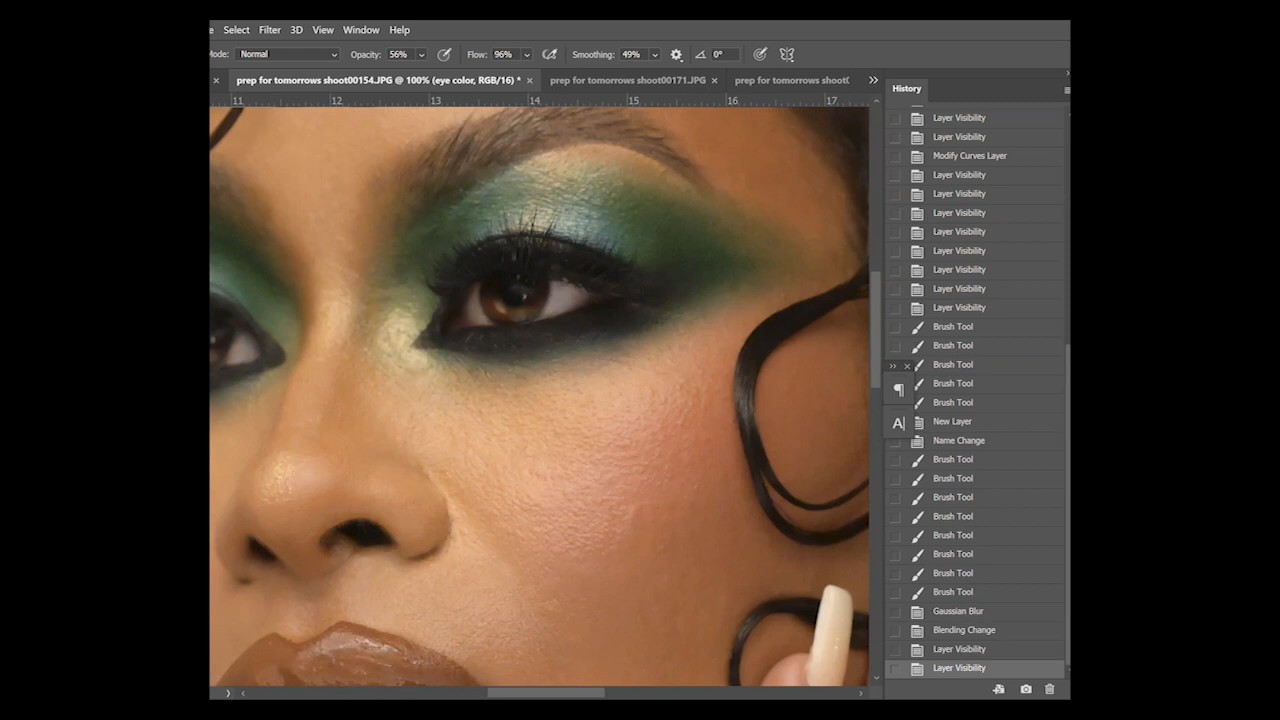 e Select Filter 3D View Window Help
Mode: Normal Opacity: 56% Flow: 96% Smoothing: 49% 0°
prep for tomorrows shoot00154.JPG @ 100% (eye color, RGB/16) * × prep for tomorrows shoot00171.JPG × prep for tomorrows shoot0
11 12 13 14 15 16 17
History
Layer Visibility
Layer Visibility
Modify Curves Layer
Layer Visibility
Layer Visibility
Layer Visibility
Layer Visibility
Layer Visibility
Layer Visibility
Layer Visibility
Layer Visibility
Brush Tool
Brush Tool
Brush Tool
Brush Tool
Brush Tool
New Layer
Name Change
Brush Tool
Brush Tool
Brush Tool
Brush Tool
Brush Tool
Brush Tool
Brush Tool
Brush Tool
Gaussian Blur
Blending Change
Layer Visibility
Layer Visibility